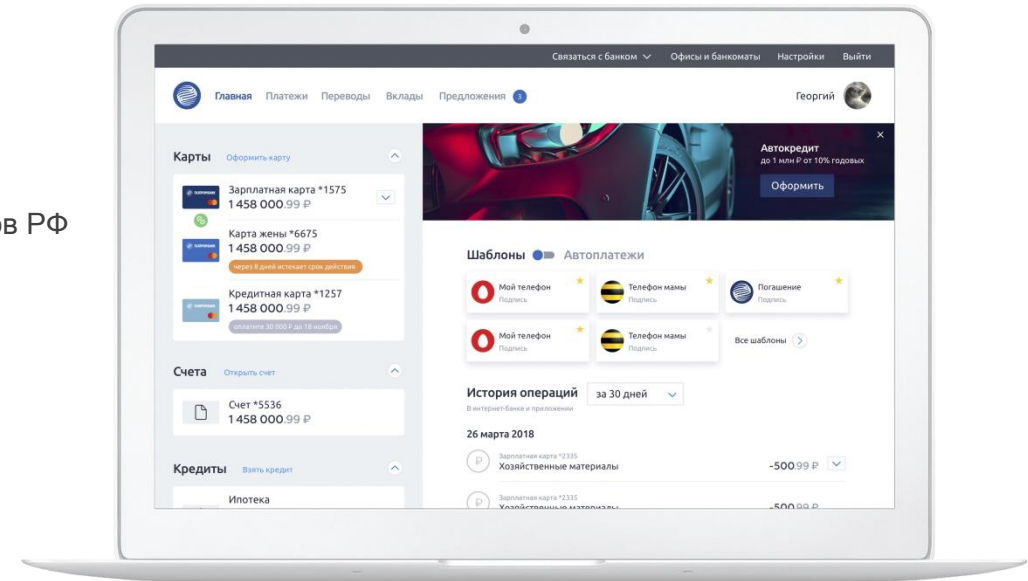 ов РФ
Связаться с банком
Офисы и банкоматы
Настройки
Выйти
Главная
Платежи
Переводы
Вклады
Предложения 3
Георгий
Автокредит
до 1 млн ₽ от 10% годовых
Оформить
Карты
Оформить карту
Зарплатная карта *1575
1 458 000.99 ₽
Карта жены *6675
1 458 000.99 ₽
через 8 дней истекает срок действия
Кредитная карта *1257
1 458 000.99 ₽
оплатите 30 000 ₽ до 18 ноября
Счета
Открыть счет
Счет *5536
1 458 000.99 ₽
Кредиты
Взять кредит
Ипотека
Шаблоны
Автоплатежи
Мой телефон
Подпись
Телефон мамы
Подпись
Погашение
Подпись
Мой телефон
Подпись
Телефон мамы
Подпись
Все шаблоны
История операций
за 30 дней
В интернет-банке и приложении
26 марта 2018
Зарплатная карта *2335
Хозяйственные материалы
-500.99 ₽
Зарплатная карта *2335
Хозяйственные материалы
-500.99 ₽